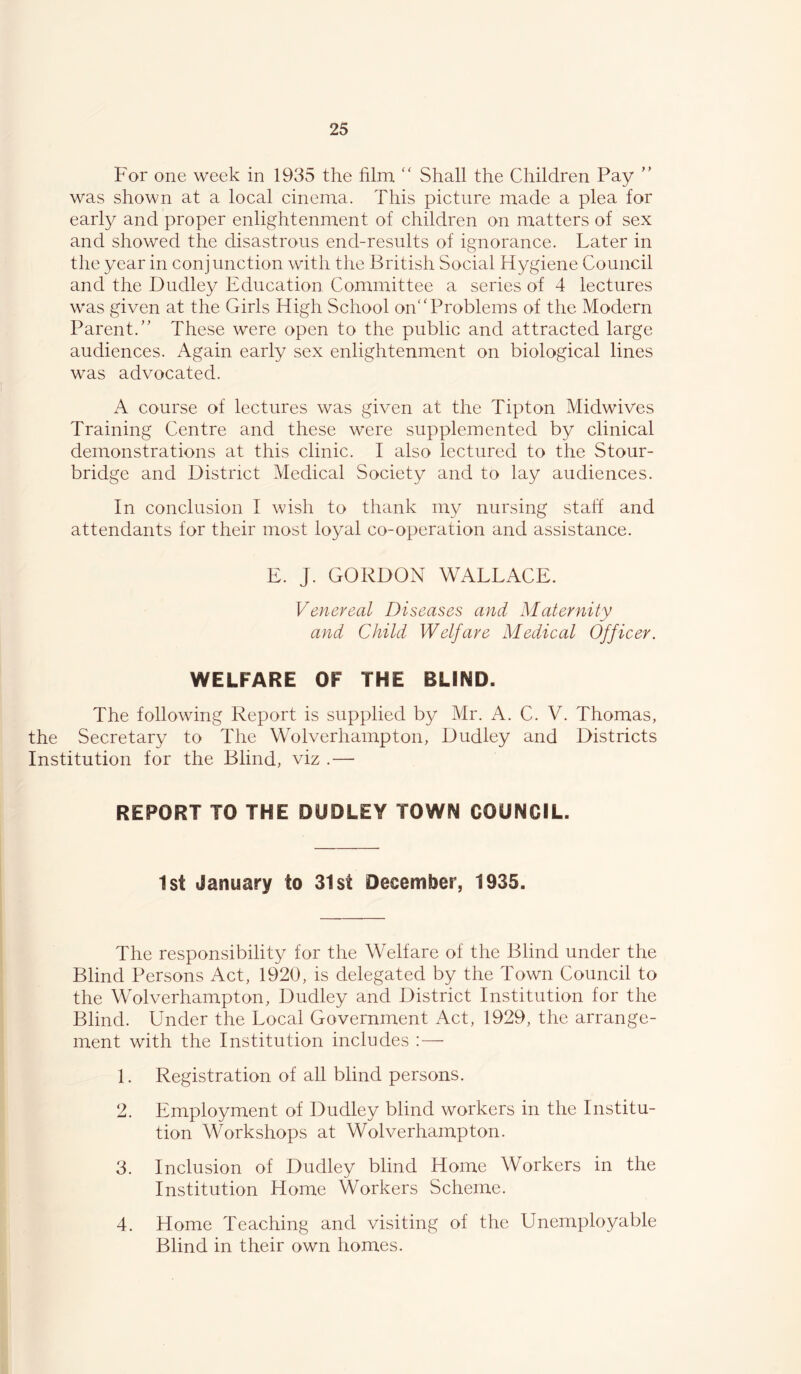 25
For one week in 1935 the film “ Shall the Children Pay ”
was shown at a local cinema. This picture made a plea for
early and proper enlightenment of children on matters of sex
and showed the disastrous end-results of ignorance. Later in
the year in conjunction with the British Social Hygiene Council
and the Dudley Education Committee a series of 4 lectures
was given at the Girls High School on“Problems of the Modern
Parent.” These were open to the public and attracted large
audiences. Again early sex enlightenment on biological lines
was advocated.
A course of lectures was given at the Tipton Midwives
Training Centre and these were supplemented by clinical
demonstrations at this clinic. I also lectured to the Stour-
bridge and District Medical Society and to lay audiences.
In conclusion I wish to thank my nursing staff and
attendants for their most loyal co-operation and assistance.
E. J. GORDON WALLACE.
Venereal Diseases and Maternity
and Child Welfare Medical Officer.
WELFARE OF THE BLIND.
The following Report is supplied by Mr. A. C. V. Thomas,
the Secretary to The Wolverhampton, Dudley and Districts
Institution for the Blind, viz .—
REPORT TO THE DUDLEY TOWN COUNCIL.
1st January to 31st December, 1935.
The responsibility for the Welfare of the Blind under the
Blind Persons Act, 1920, is delegated by the Town Council to
the Wolverhampton, Dudley and District Institution for the
Blind. Under the Local Government Act, 1929, the arrange-
ment with the Institution includes :—
1. Registration of all blind persons.
2. Employment of Dudley blind workers in the Institu-
tion Workshops at Wolverhampton.
3. Inclusion of Dudley blind Home Workers in the
Institution Home Workers Scheme.
4. Home Teaching and visiting of the Unemployable
Blind in their own homes.